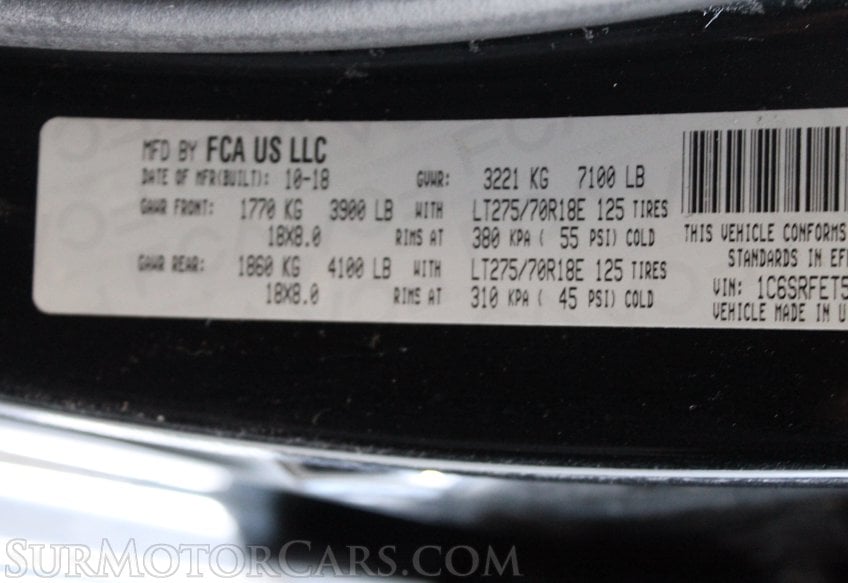 MFD BY FCA US LLC
DATE OF MFR(BUILT): 10-18 GVWR: 3221 KG 7100 LB
GAWR FRONT: 1770 KG 3900 LB WITH LT275/70R18E 125 TIRES
18X8.0 RIMS AT 380 KPA ( 55 PSI) COLD
GAWR REAR: 1860 KG 4100 LB WITH LT275/70R18E 125 TIRES
18X8.0 RIMS AT 310 KPA ( 45 PSI) COLD
THIS VEHICLE CONFORMS
STANDARDS IN EF
VIN: 1C6SRFET5
VEHICLE MADE IN U
SURMOTORCARS.COM